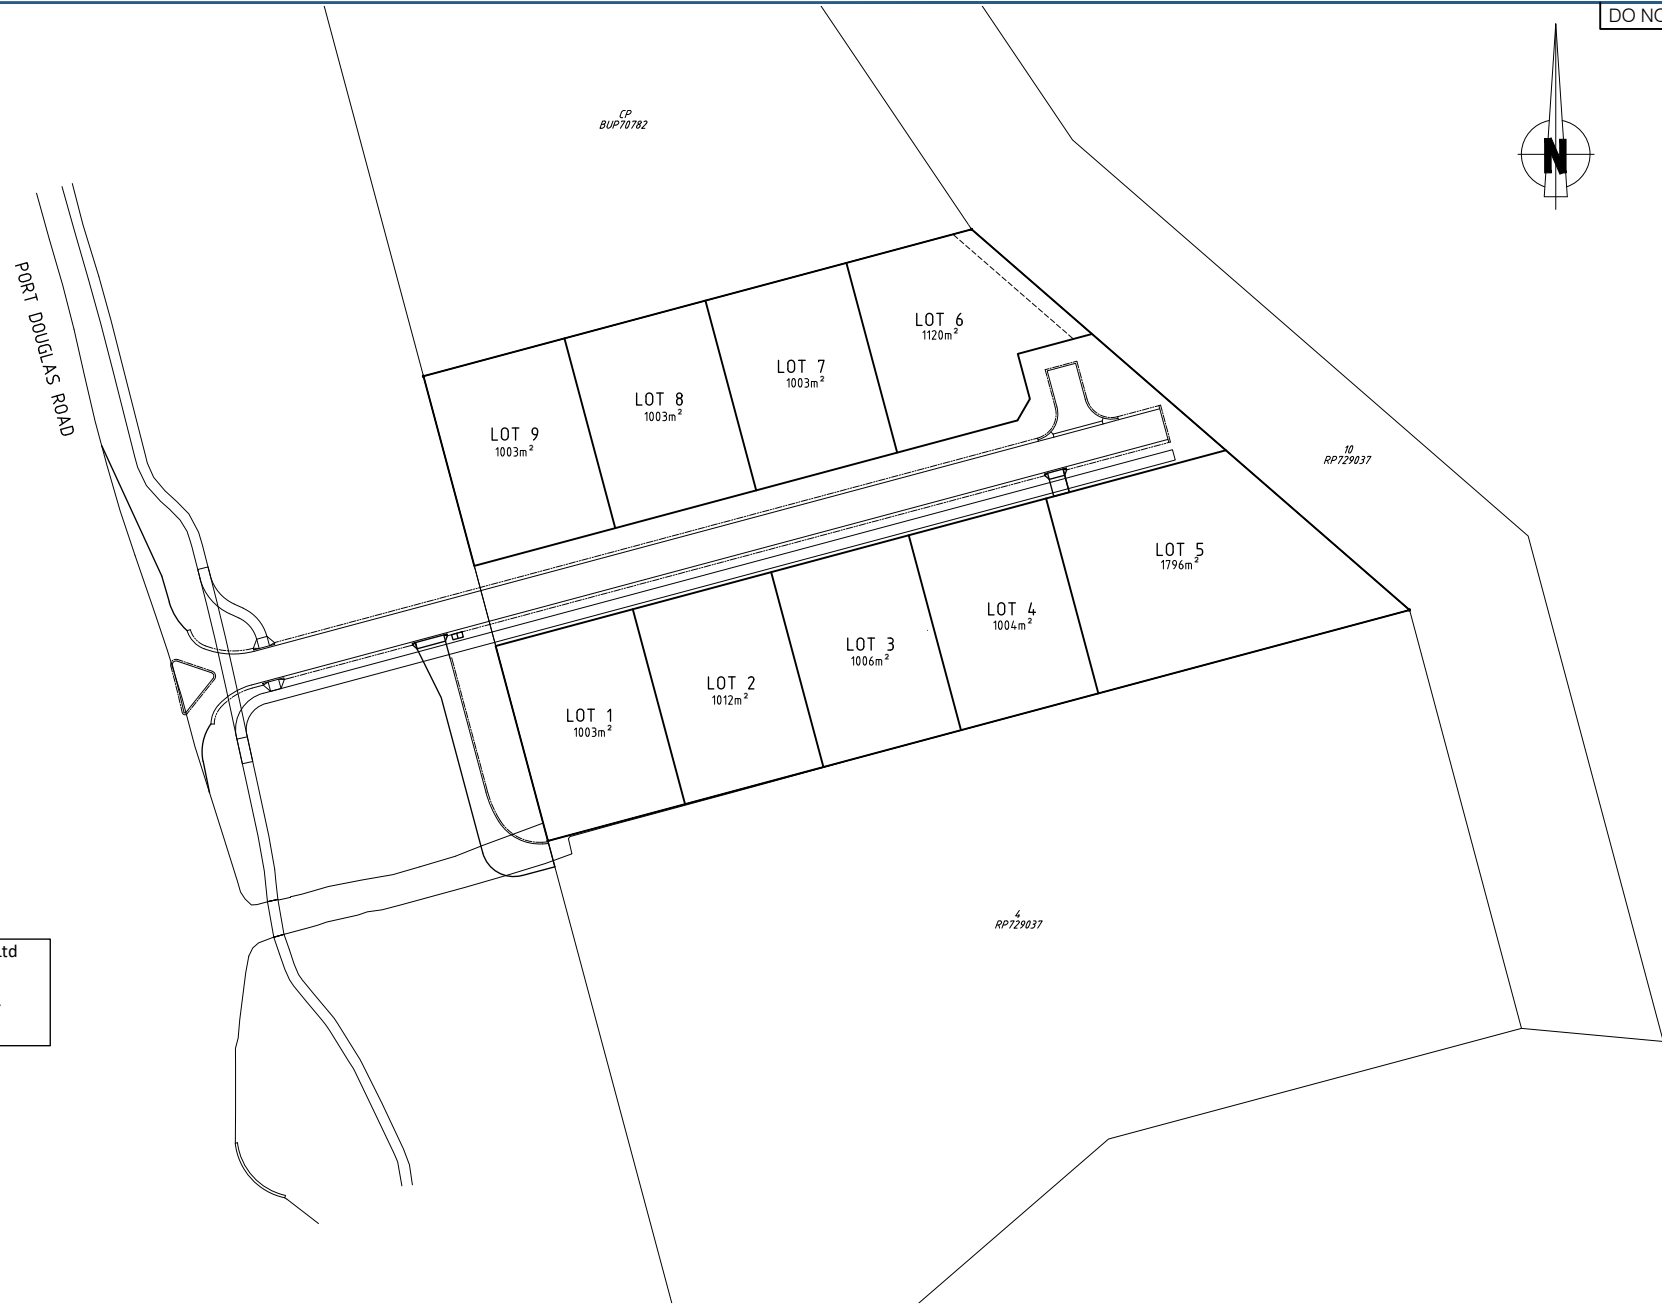 DO NO
CP
BUP70782
N
PORT DOUGLAS ROAD
LOT 6
1120m²
LOT 7
1003m²
LOT 8
1003m²
LOT 9
1003m²
10
RP729037
LOT 5
1796m²
LOT 4
1004m²
LOT 3
1006m²
LOT 2
1012m²
LOT 1
1003m²
4
RP729037
td